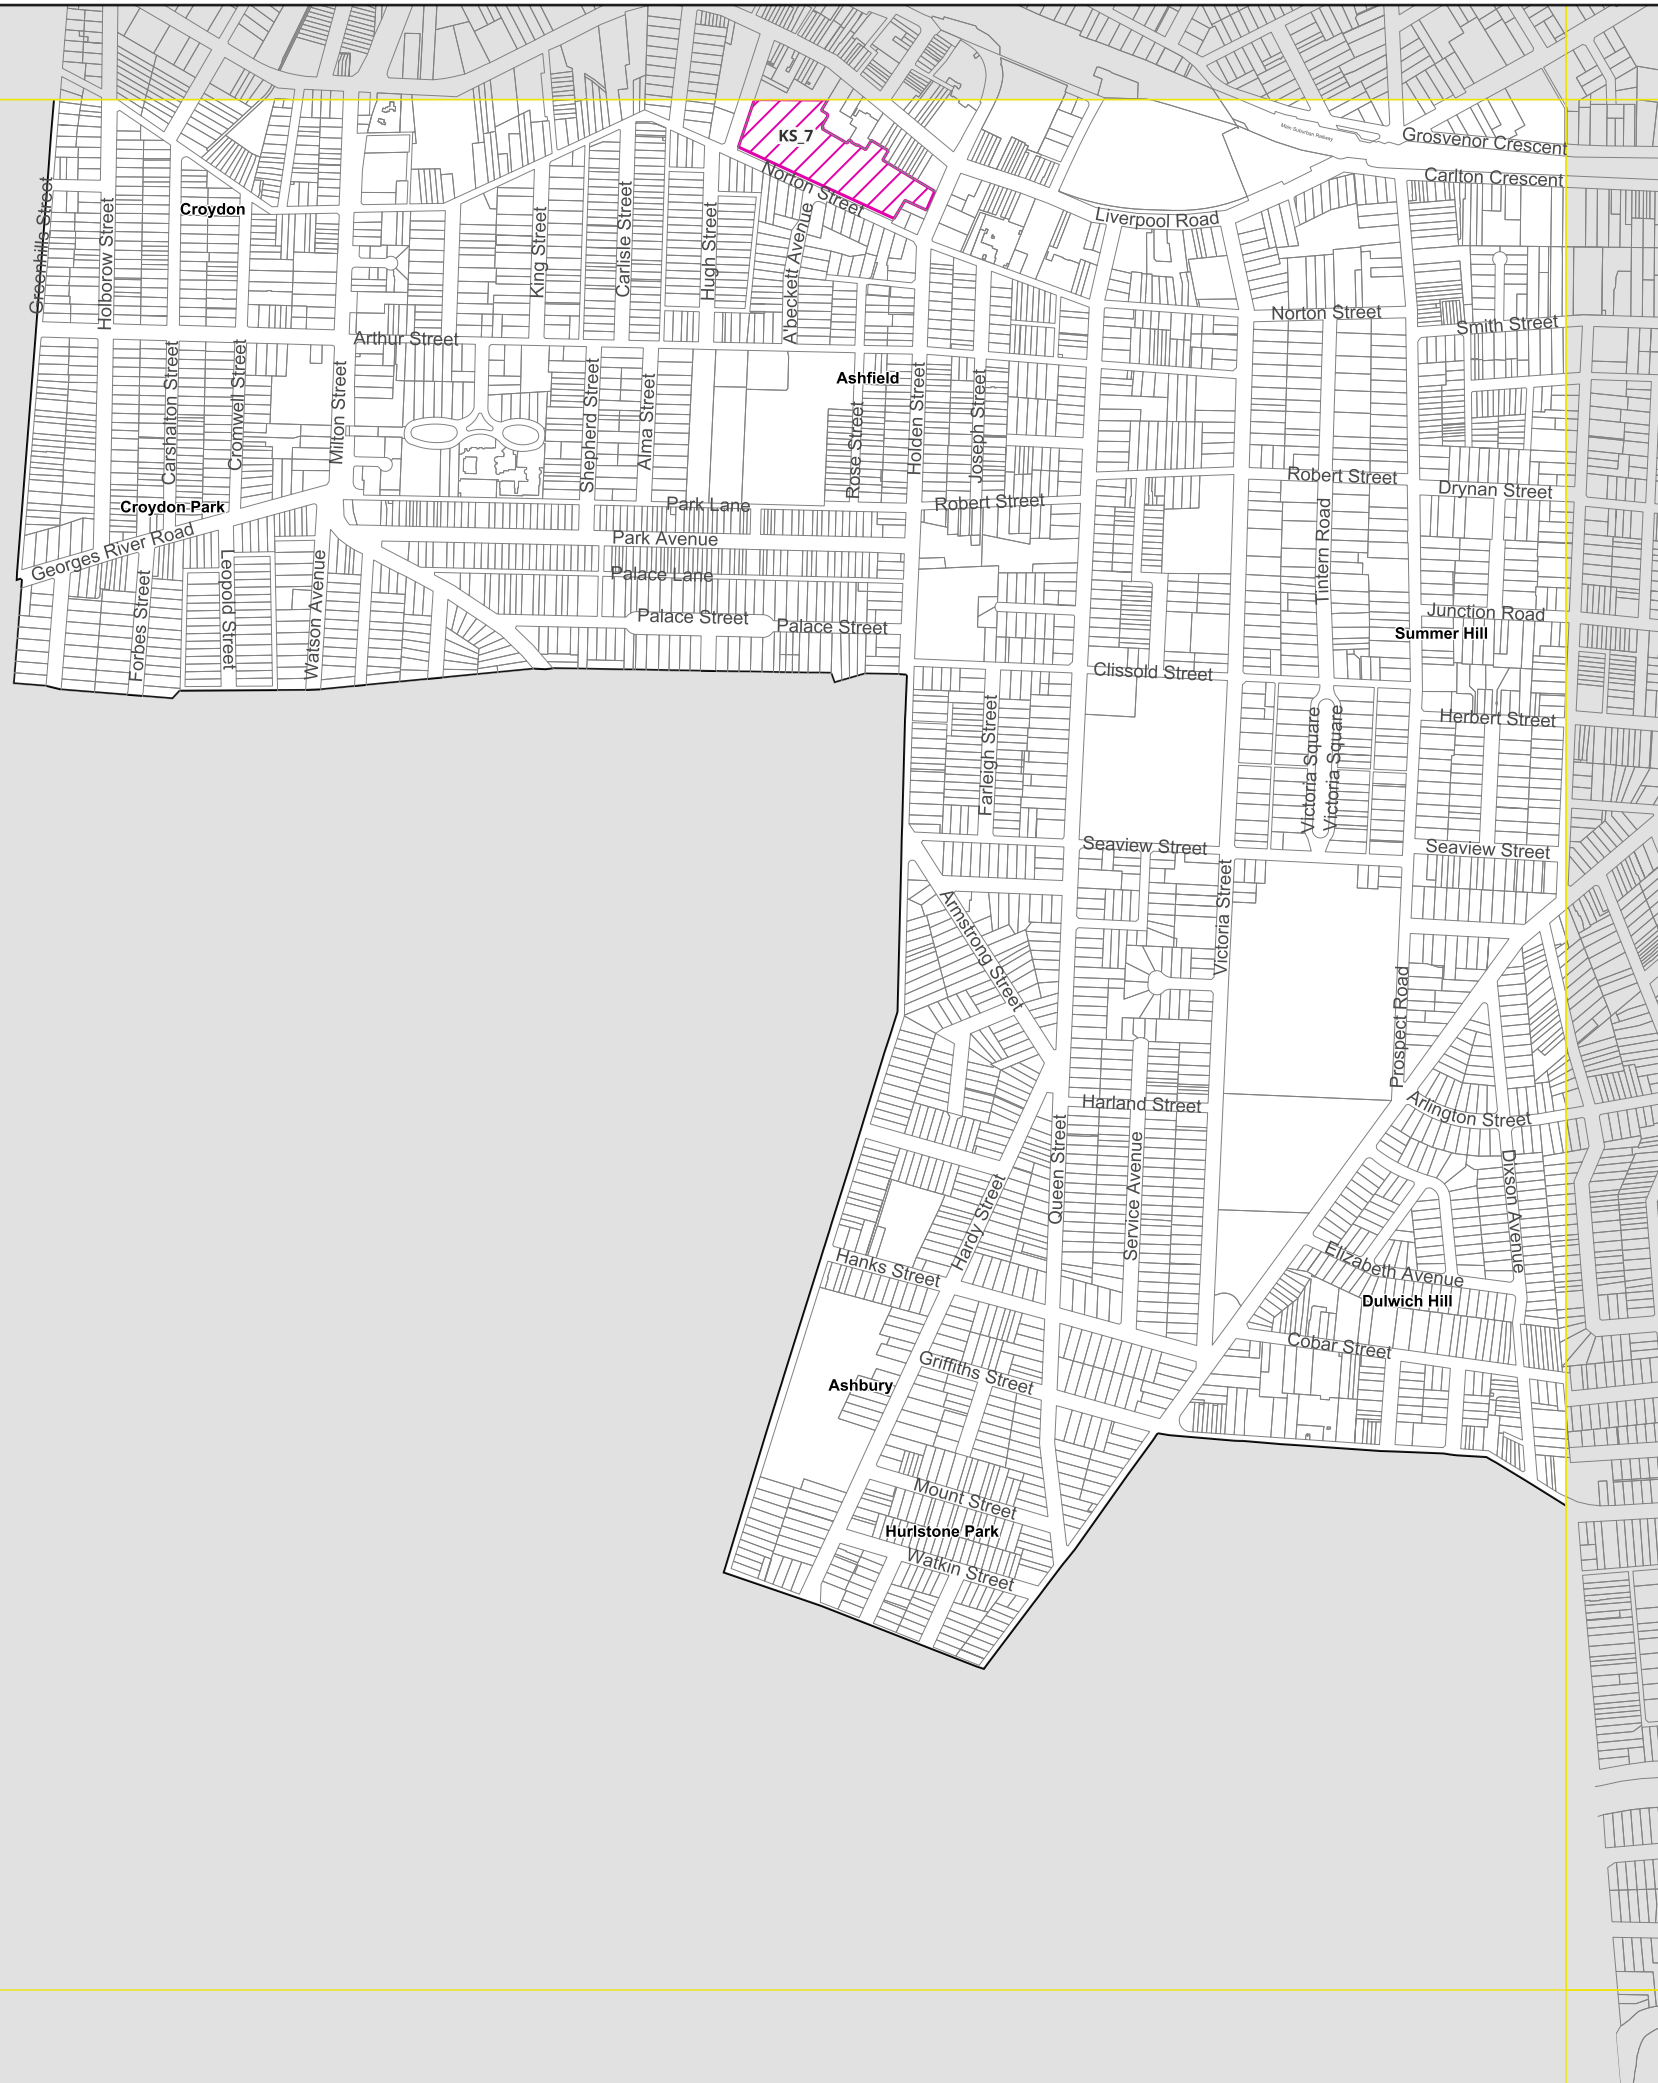 Main Suburban Railway
Grosvenor Crescent
KS_7
Carlton Crescent
Norton Street
Croydon
Liverpool Road
Greenhills Street
Holborow Street
King Street
Carlisle Street
Hugh Street
A'beckett Avenue
Norton Street
Smith Street
Arthur Street
Ashfield
Carshalton Street
Cromwell Street
Milton Street
Shepherd Street
Alma Street
Rose Street
Holden Street
Joseph Street
Robert Street
Drynan Street
Croydon Park
Park Lane
Robert Street
Georges River Road
Park Avenue
Tintern Road
Palace Lane
Forbes Street
Leopold Street
Watson Avenue
Palace Street
Palace Street
Junction Road
Summer Hill
Clissold Street
Herbert Street
Farleigh Street
Victoria Square
Victoria Square
Seaview Street
Seaview Street
Armstrong Street
Victoria Street
Prospect Road
Harland Street
Arlington Street
Queen Street
Service Avenue
Hardy Street
Dixson Avenue
Hanks Street
Elizabeth Avenue
Dulwich Hill
Cobar Street
Griffiths Street
Ashbury
Mount Street
Hurlstone Park
Watkin Street